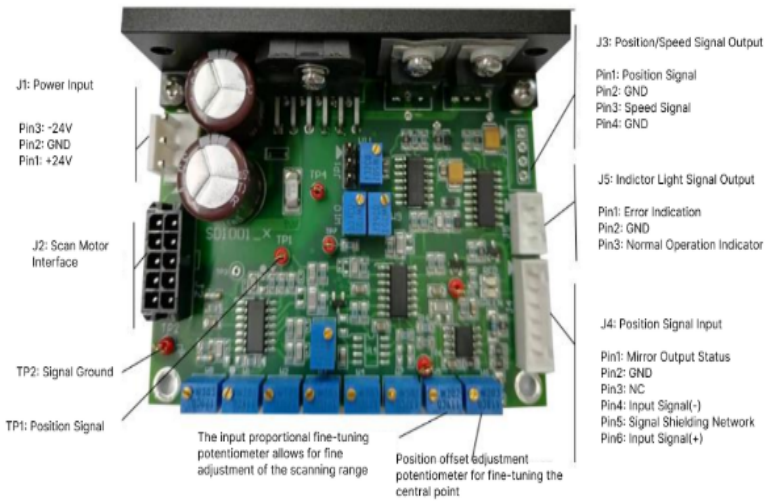 J1: Power Input
Pin3: -24V
Pin2: GND
Pin1: +24V
J2: Scan Motor
Interface
TP2: Signal Ground
TP1: Position Signal
J3: Position/Speed Signal Output
Pin1: Position Signal
Pin2: GND
Pin3: Speed Signal
Pin4: GND
J5: Indictor Light Signal Output
Pin1: Error Indication
Pin2: GND
Pin3: Normal Operation Indicator
J4: Position Signal Input
Pin1: Mirror Output Status
Pin2: GND
Pin3: NC
Pin4: Input Signal(-)
Pin5: Signal Shielding Network
Pin6: Input Signal(+)
The input proportional fine-tuning
potentiometer allows for fine
adjustment of the scanning range
Position offset adjustment
potentiometer for fine-tuning the
central point
TP4
TP1